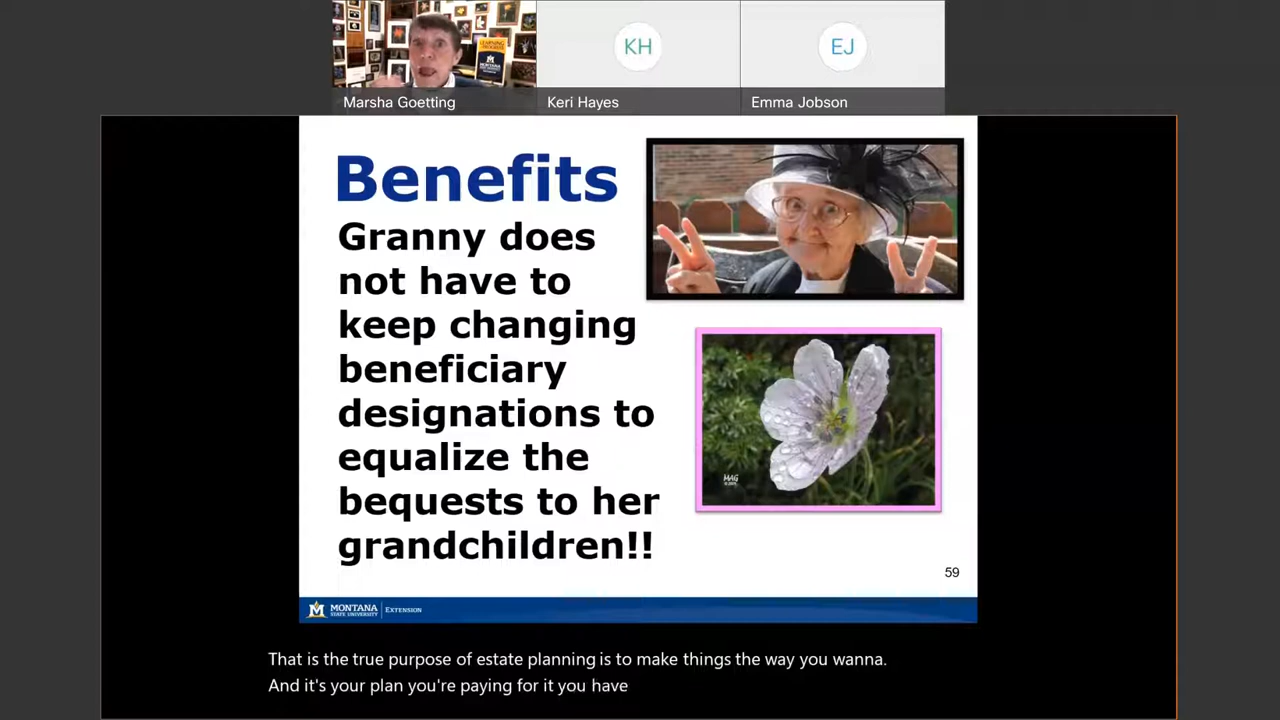 KH
EJ
Marsha Goetting
Keri Hayes
Emma Jobson
Benefits
Granny does
not have to
keep changing
beneficiary
designations to
equalize the
bequests to her
grandchildren!!
MAG
59
MONTANA
STATE UNIVERSITY
EXTENSION
That is the true purpose of estate planning is to make things the way you wanna.
And it's your plan you're paying for it you have